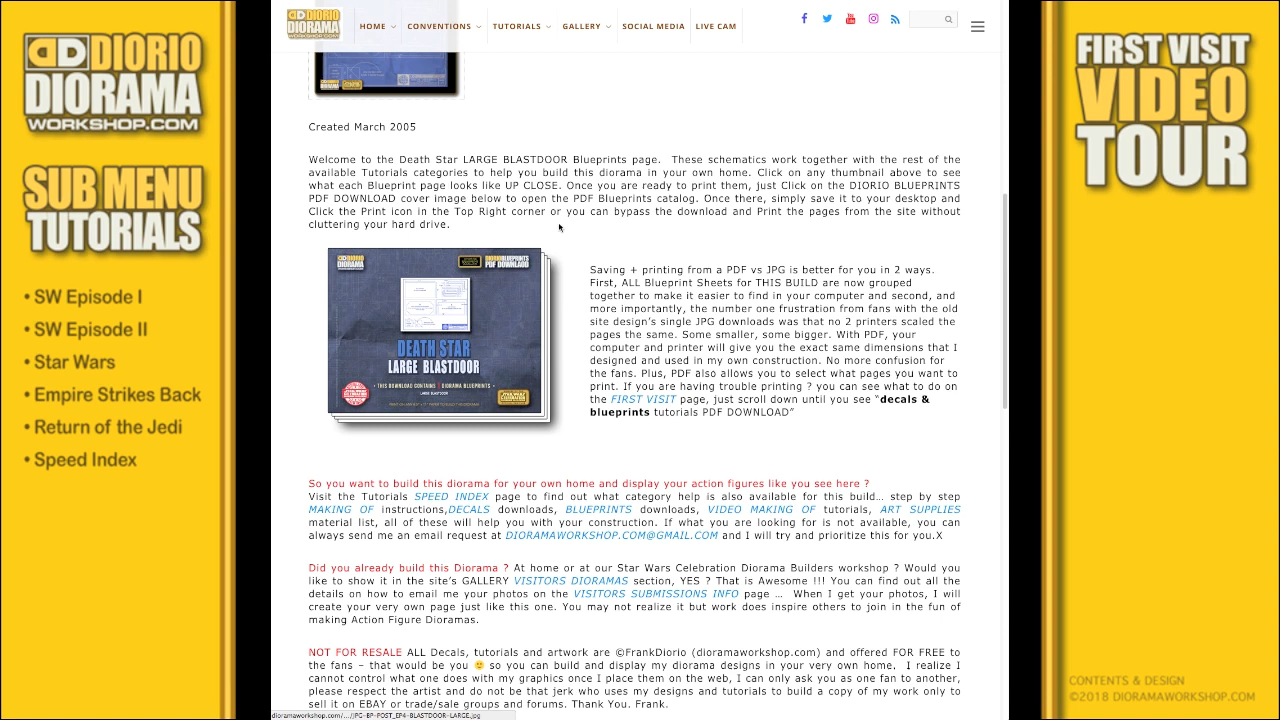 DIORIO
DIORAMA
WORKSHOP.COM
SUB MENU
TUTORIALS
• SW Episode I
• SW Episode II
• Star Wars
• Empire Strikes Back
• Return of the Jedi
• Speed Index
DIORIO
DIORAMA
WORKSHOP.COM
HOME
CONVENTIONS
TUTORIALS
GALLERY
SOCIAL MEDIA
LIVE CAM
Created March 2005
Welcome to the Death Star LARGE BLASTDOOR Blueprints page. These schematics work together with the rest of the
available Tutorials categories to help you build this diorama in your own home. Click on any thumbnail above to see
what each Blueprint page looks like UP CLOSE. Once you are ready to print them, just Click on the DIORIO BLUEPRINTS
PDF DOWNLOAD cover image below to open the PDF Blueprints catalog. Once there, simply save it to your desktop and
Click the Print icon in the Top Right corner or you can bypass the download and Print the pages from the site without
cluttering your hard drive.
DIORIO
DIORAMA
DIORIOBLUEPRINTS
PDF DOWNLOAD
DEATH STAR
LARGE BLASTDOOR
LARGE BLASTDOOR
Saving + printing from a PDF vs JPG is better for you in 2 ways.
First, ALL Blueprint Sheets for THIS BUILD are now grouped
together to make it easier to find in your computer and second, and
more importantly, the number one frustration from fans with the old
site design's single JPG downloads was that no 2 printers scaled the
pages the same. Some smaller, some bigger. With PDF, your
computer and printer will give you the exact same dimensions that I
designed and used in my own construction. No more confusion for
the fans. Plus, PDF also allows you to select what pages you want to
print. If you are having trouble printing ? you can see what to do on
the FIRST VISIT page, just scroll down until you see “decals &
blueprints tutorials PDF DOWNLOAD”
So you want to build this diorama for your own home and display your action figures like you see here ?
Visit the Tutorials SPEED INDEX page to find out what category help is also available for this build… step by step
MAKING OF instructions,DECALS downloads, BLUEPRINTS downloads, VIDEO MAKING OF tutorials, ART SUPPLIES
material list, all of these will help you with your construction. If what you are looking for is not available, you can
always send me an email request at DIORAMAWORKSHOP.COM@GMAIL.COM and I will try and prioritize this for you.X
Did you already build this Diorama ? At home or at our Star Wars Celebration Diorama Builders workshop ? Would you
like to show it in the site's GALLERY VISITORS DIORAMAS section, YES ? That is Awesome !!! You can find out all the
details on how to email me your photos on the VISITORS SUBMISSIONS INFO page … When I get your photos, I will
create your very own page just like this one. You may not realize it but work does inspire others to join in the fun of
making Action Figure Dioramas.
NOT FOR RESALE ALL Decals, tutorials and artwork are ©FrankDiorio (dioramaworkshop.com) and offered FOR FREE to
the fans – that would be you 🙂 so you can build and display my diorama designs in your very own home. I realize I
cannot control what one does with my graphics once I place them on the web, I can only ask you as one fan to another,
please respect the artist and do not be that jerk who uses my designs and tutorials to build a copy of my work only to
sell it on EBAY or trade/sale groups and forums. Thank You. Frank.
dioramaworkshop.com/.../JPG-BP-POST_EP4-BLASTDOOR-LARGE.jpg
FIRST VISIT
VIDEO
TOUR
CONTENTS & DESIGN
©2018 DIORAMAWORKSHOP.COM